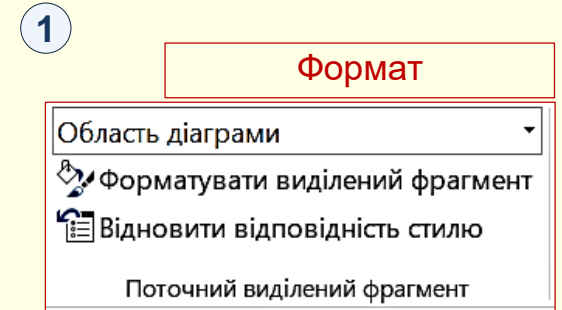 1
Формат
Область діаграми
Форматувати виділений фрагмент
Відновити відповідність стилю
Поточний виділений фрагмент